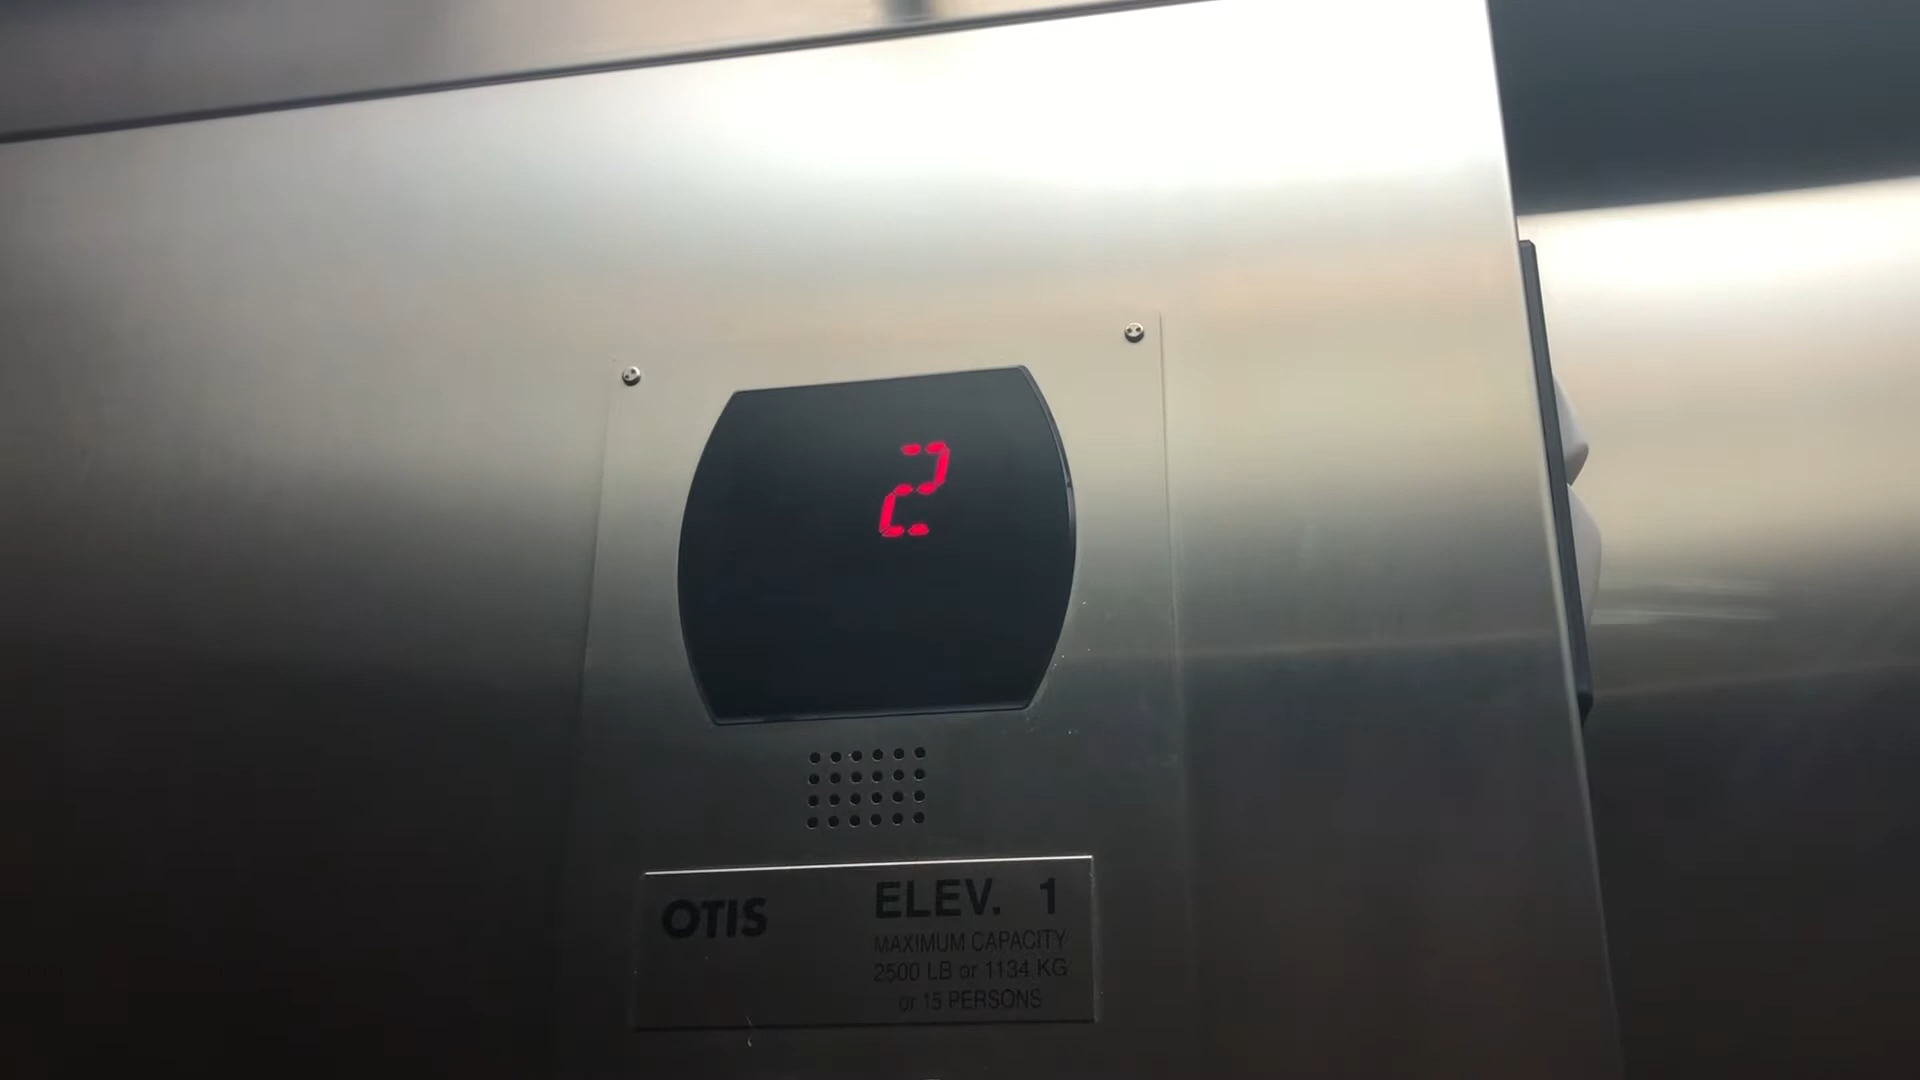 2
OTIS
ELEV. 1
MAXIMUM CAPACITY
2500 LB or 1134 KG
or 15 PERSONS